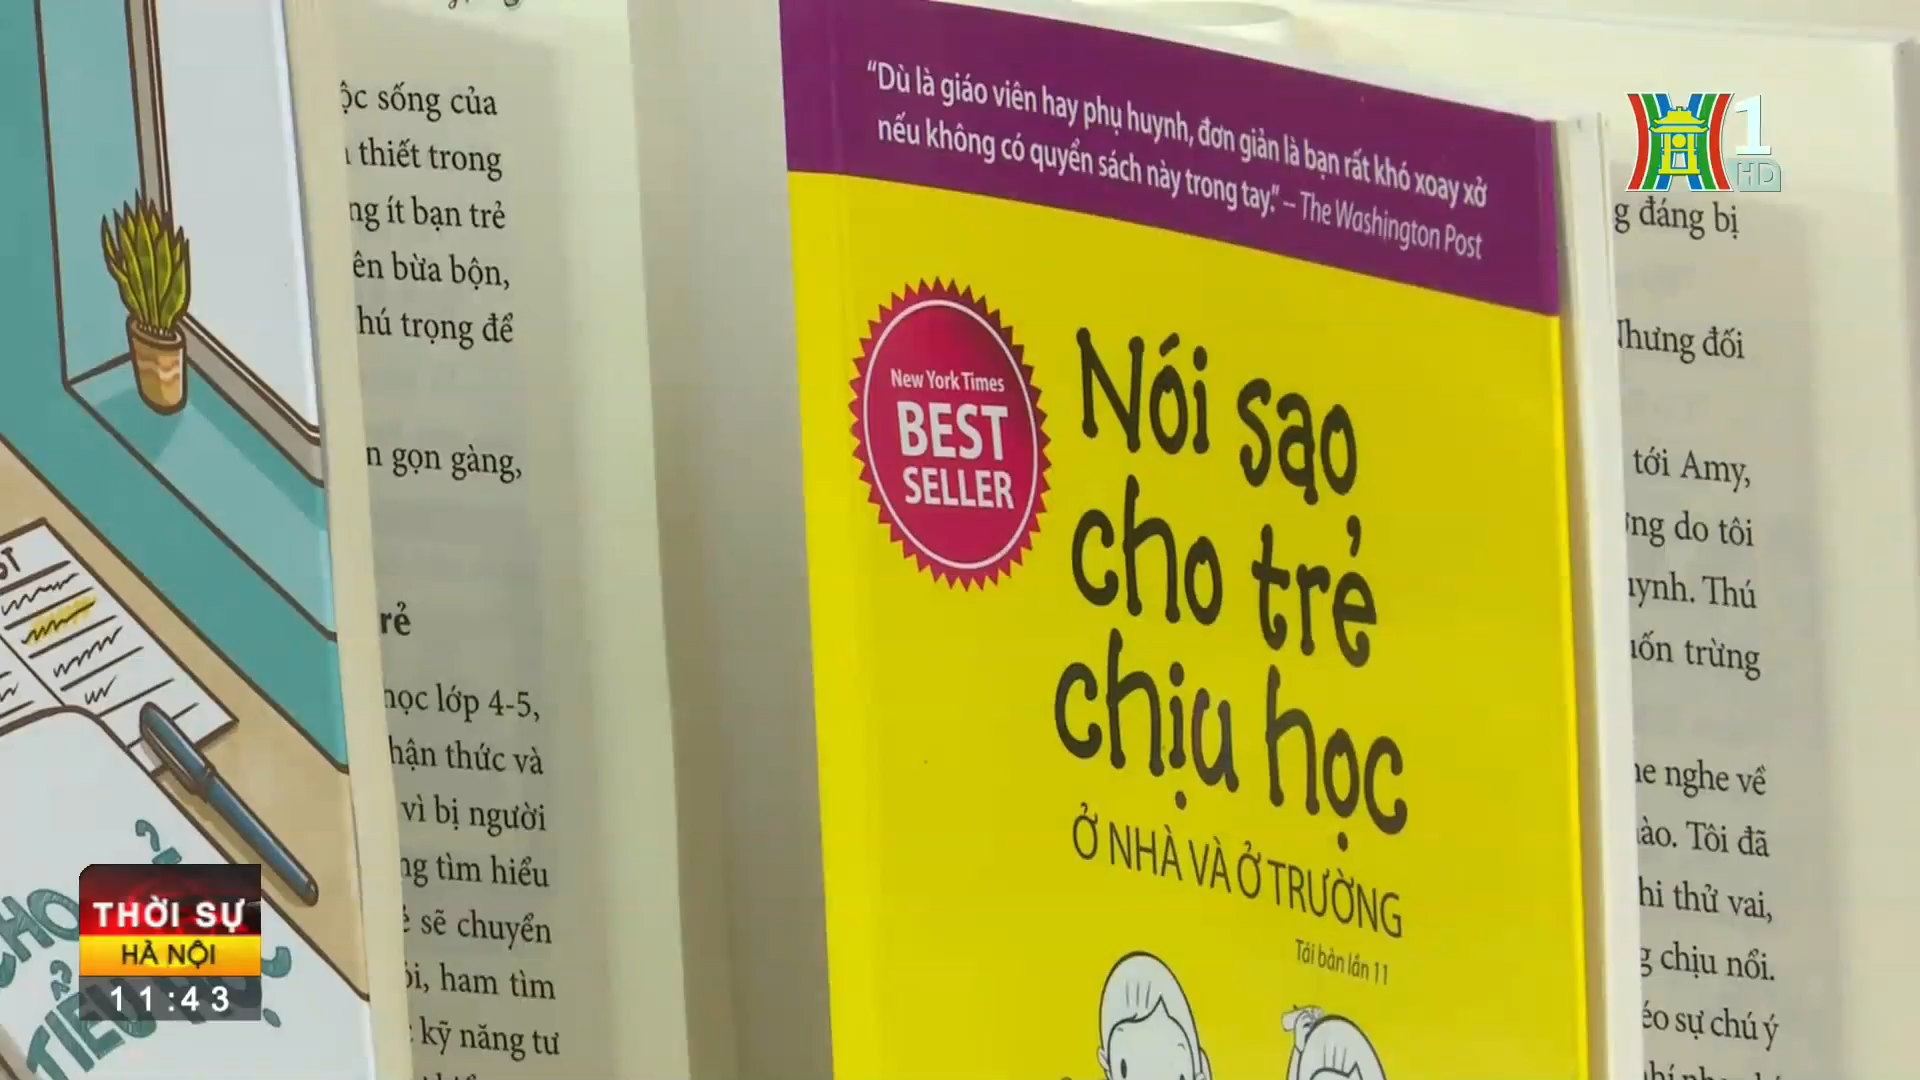 ộc sống của
thiết trong
ng ít bạn trẻ
ên bừa bộn,
hú trọng để
n gọn gàng,
rẻ
học lớp 4-5,
hận thức và
vì bị người
ng tìm hiểu
sẽ chuyển
ỏi, ham tìm
kỹ năng tư
CHO
TIỂU HỌC
“Dù là giáo viên hay phụ huynh, đơn giản là bạn rất khó xoay xở
nếu không có quyển sách này trong tay.” – The Washington Post
New York Times
BEST
SELLER
Nói sao
cho trẻ
chịu học
Ở NHÀ VÀ Ở TRƯỜNG
Tái bản lần 11
1
HD
g đáng bị
Nhưng đối
tới Amy,
ng do tôi
uynh. Thú
uốn trừng
he nghe về
nào. Tôi đã
hi thử vai,
g chịu nổi.
éo sự chú ý
THỜI SỰ
HÀ NỘI
11:43